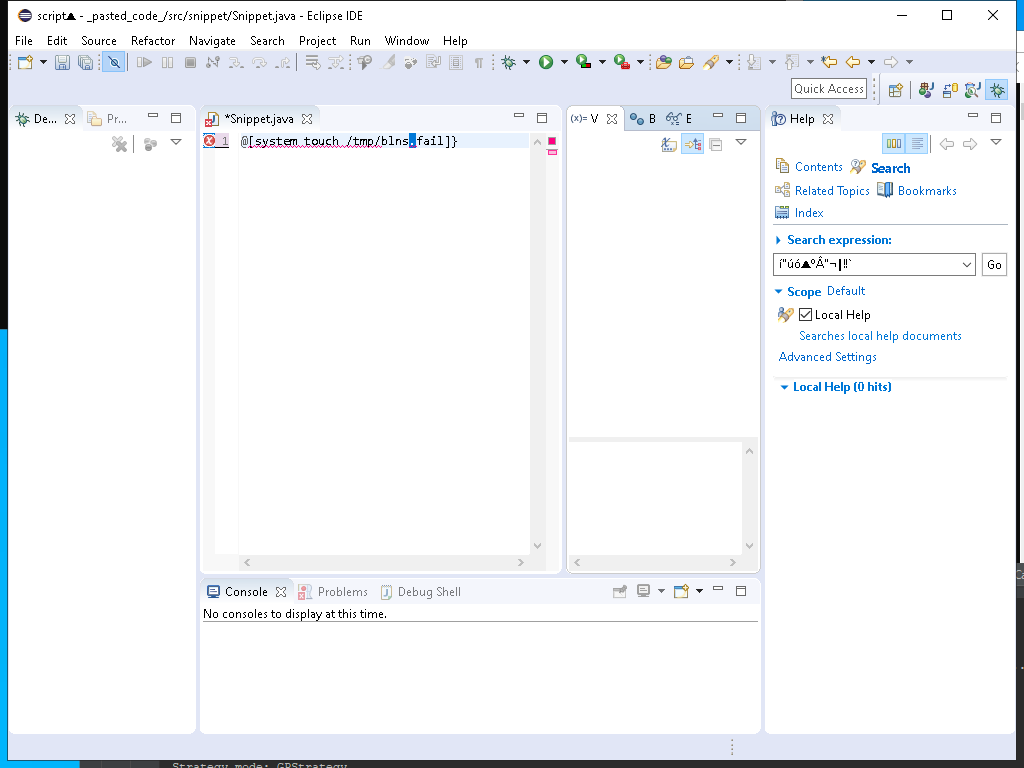 script▲ - _pasted_code_/src/snippet/Snippet.java - Eclipse IDE
File Edit Source Refactor Navigate Search Project Run Window Help
Quick Access
De... Pr... *Snippet.java (x)= V B E Help
1 @[system touch /tmp/blns.fail]}
Contents Search
Related Topics Bookmarks
Index
Search expression:
í"úó▲ºÂ"¬|‼` Go
Scope Default
Local Help
Searches local help documents
Advanced Settings
Local Help (0 hits)
Console Problems Debug Shell
No consoles to display at this time.
Strategy mode: GPStrategy